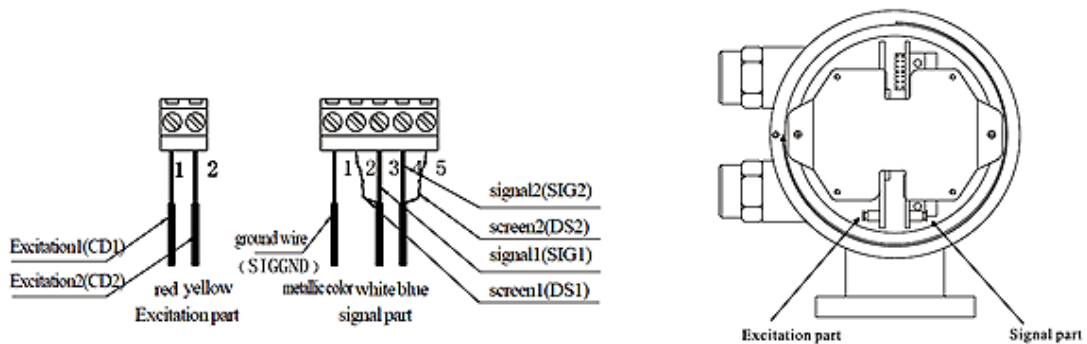 1 2
1 2 3 4 5
signal2(SIG2)
screen2(DS2)
signal1(SIG1)
screen1(DS1)
Excitation1(CD1)
Excitation2(CD2)
ground wire
(SIGGND)
red yellow
Excitation part
metallic color white blue
signal part
Excitation part
Signal part